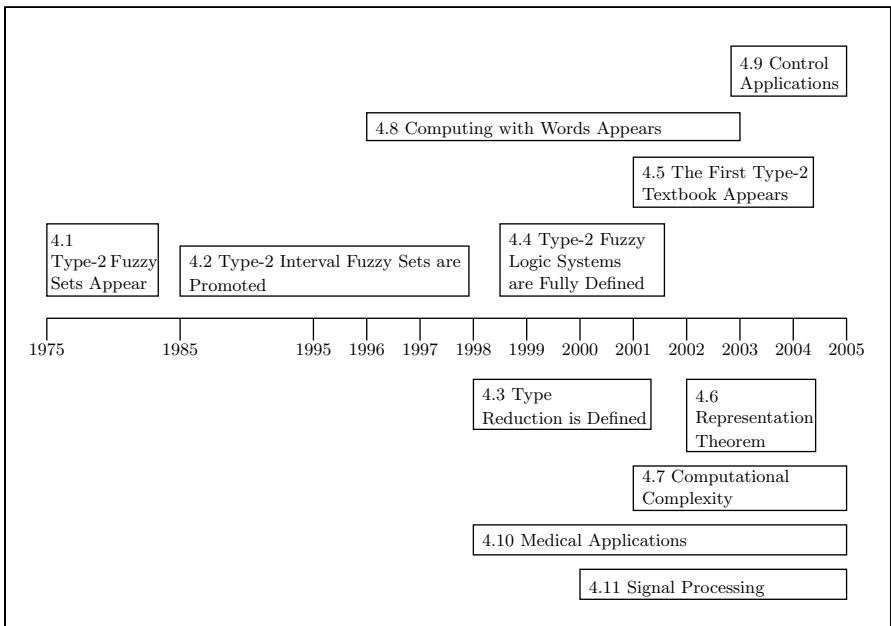 4.9 Control
Applications
4.8 Computing with Words Appears
4.5 The First Type-2
Textbook Appears
4.1
Type-2 Fuzzy
Sets Appear
4.2 Type-2 Interval Fuzzy Sets are
Promoted
4.4 Type-2 Fuzzy
Logic Systems
are Fully Defined
1975 1985 1995 1996 1997 1998 1999 2000 2001 2002 2003 2004 2005
4.3 Type
Reduction is Defined
4.6
Representation
Theorem
4.7 Computational
Complexity
4.10 Medical Applications
4.11 Signal Processing